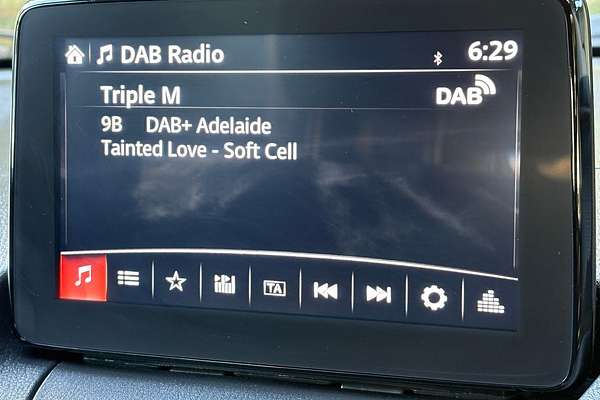 DAB Radio 6:29
Triple M DAB
9B DAB+ Adelaide
Tainted Love - Soft Cell
TA